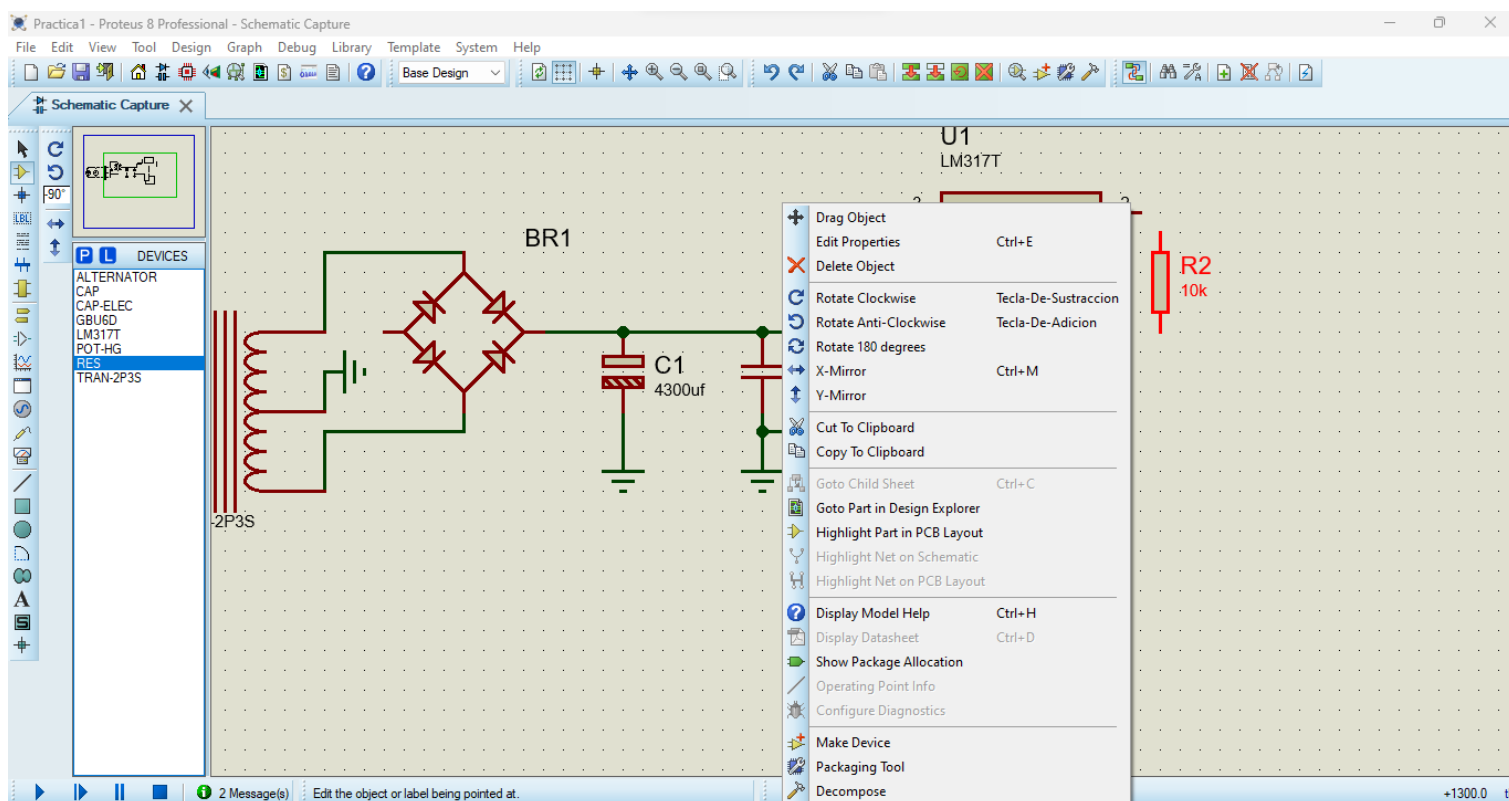 Practica1 - Proteus 8 Professional - Schematic Capture
File Edit View Tool Design Graph Debug Library Template System Help
Base Design
Schematic Capture
-90°
LBL
P L DEVICES
ALTERNATOR
CAP
CAP-ELEC
GBU6D
LM317T
POT-HG
RES
TRAN-2P3S
A
S
U1
LM317T
BR1
C1
4300uf
-2P3S
R2
10k
Drag Object
Edit Properties Ctrl+E
Delete Object
Rotate Clockwise Tecla-De-Sustraccion
Rotate Anti-Clockwise Tecla-De-Adicion
Rotate 180 degrees
X-Mirror Ctrl+M
Y-Mirror
Cut To Clipboard
Copy To Clipboard
Goto Child Sheet Ctrl+C
Goto Part in Design Explorer
Highlight Part in PCB Layout
Highlight Net on Schematic
Highlight Net on PCB Layout
Display Model Help Ctrl+H
Display Datasheet Ctrl+D
Show Package Allocation
Operating Point Info
Configure Diagnostics
Make Device
Packaging Tool
Decompose
2 Message(s) Edit the object or label being pointed at. +1300.0